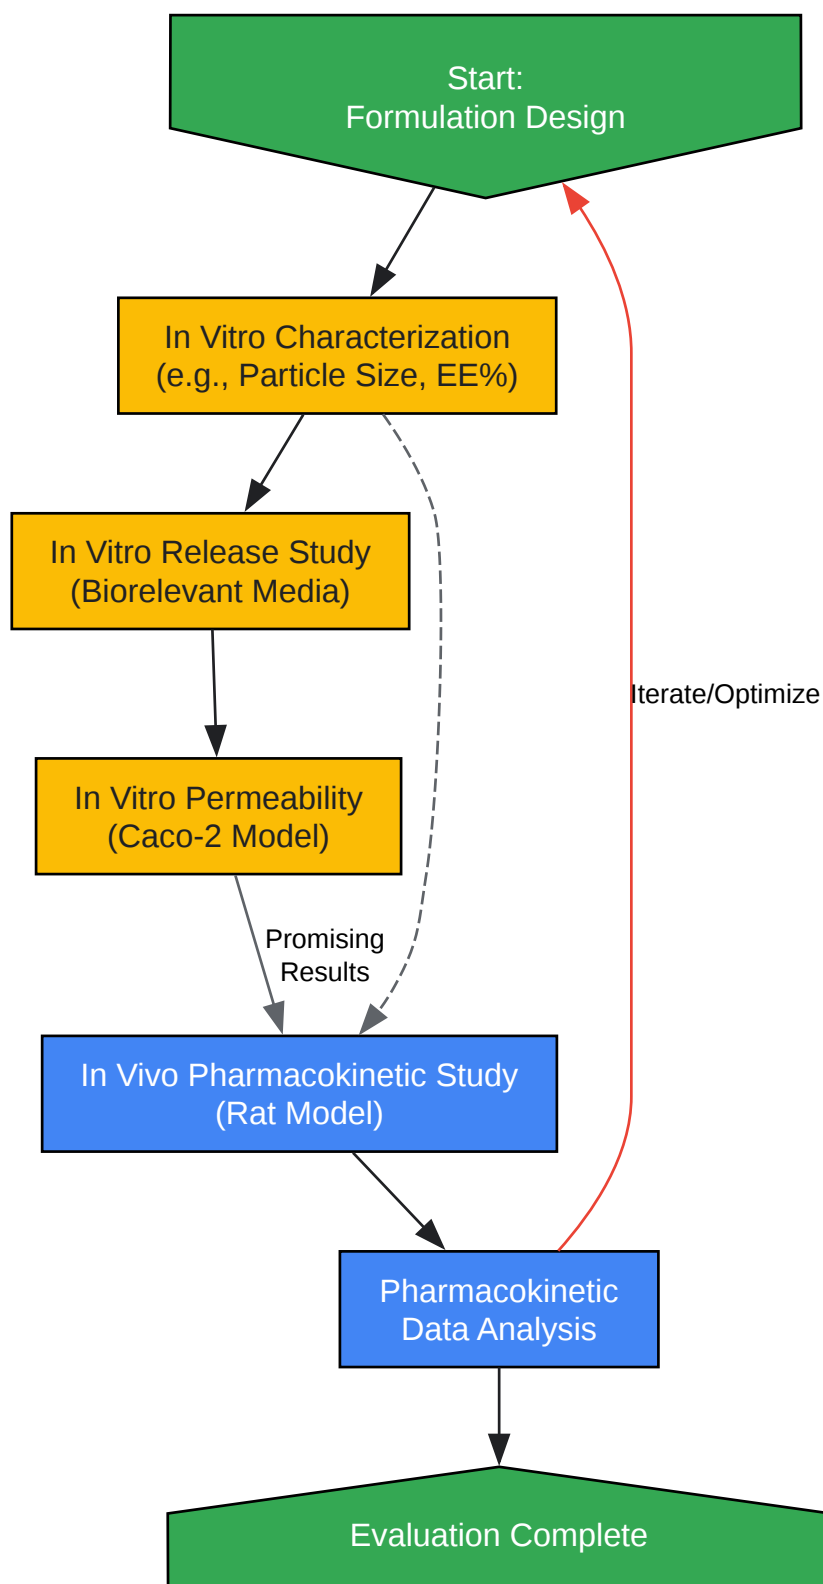 Start:
Formulation Design
In Vitro Characterization
(e.g., Particle Size, EE%)
In Vitro Release Study
(Biorelevant Media)
Iterate/Optimize
In Vitro Permeability
(Caco-2 Model)
Promising
Results
In Vivo Pharmacokinetic Study
(Rat Model)
Pharmacokinetic
Data Analysis
Evaluation Complete